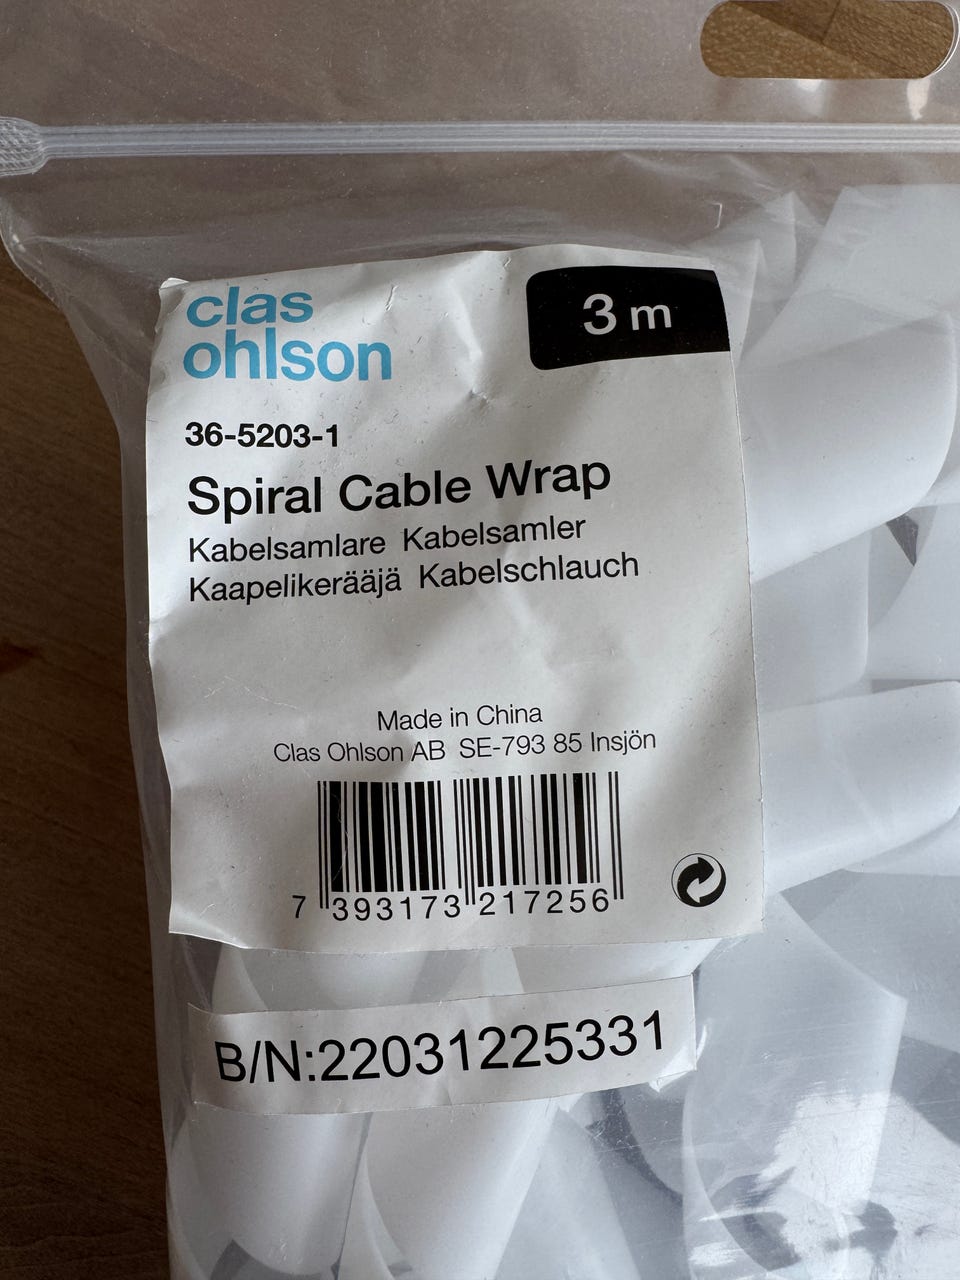 clas
ohlson
3 m
36-5203-1
Spiral Cable Wrap
Kabelsamlare Kabelsamler
Kaapelikerääjä Kabelschlauch
Made in China
Clas Ohlson AB SE-793 85 Insjön
7 393173 217256
B/N:22031225331